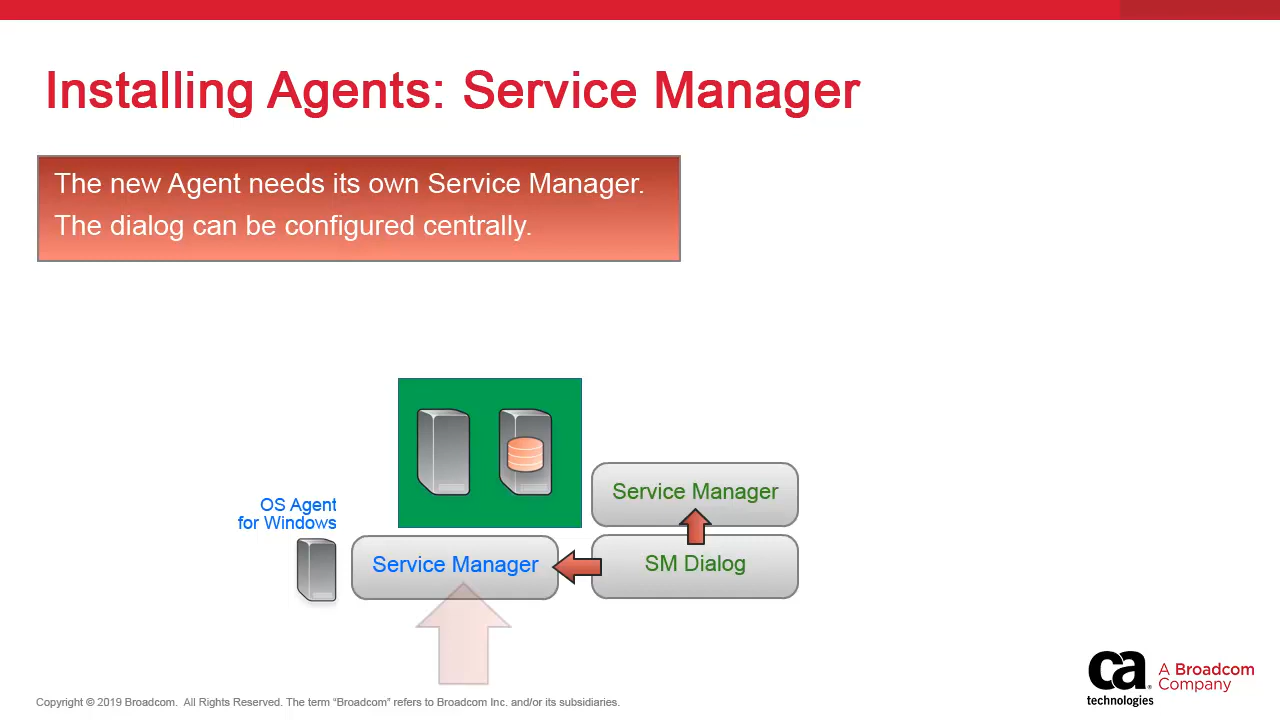 Installing Agents: Service Manager
The new Agent needs its own Service Manager.
The dialog can be configured centrally.
OS Agent
for Windows
Service Manager
Service Manager
SM Dialog
Copyright © 2019 Broadcom. All Rights Reserved. The term “Broadcom” refers to Broadcom Inc. and/or its subsidiaries.
ca
technologies
A Broadcom
Company